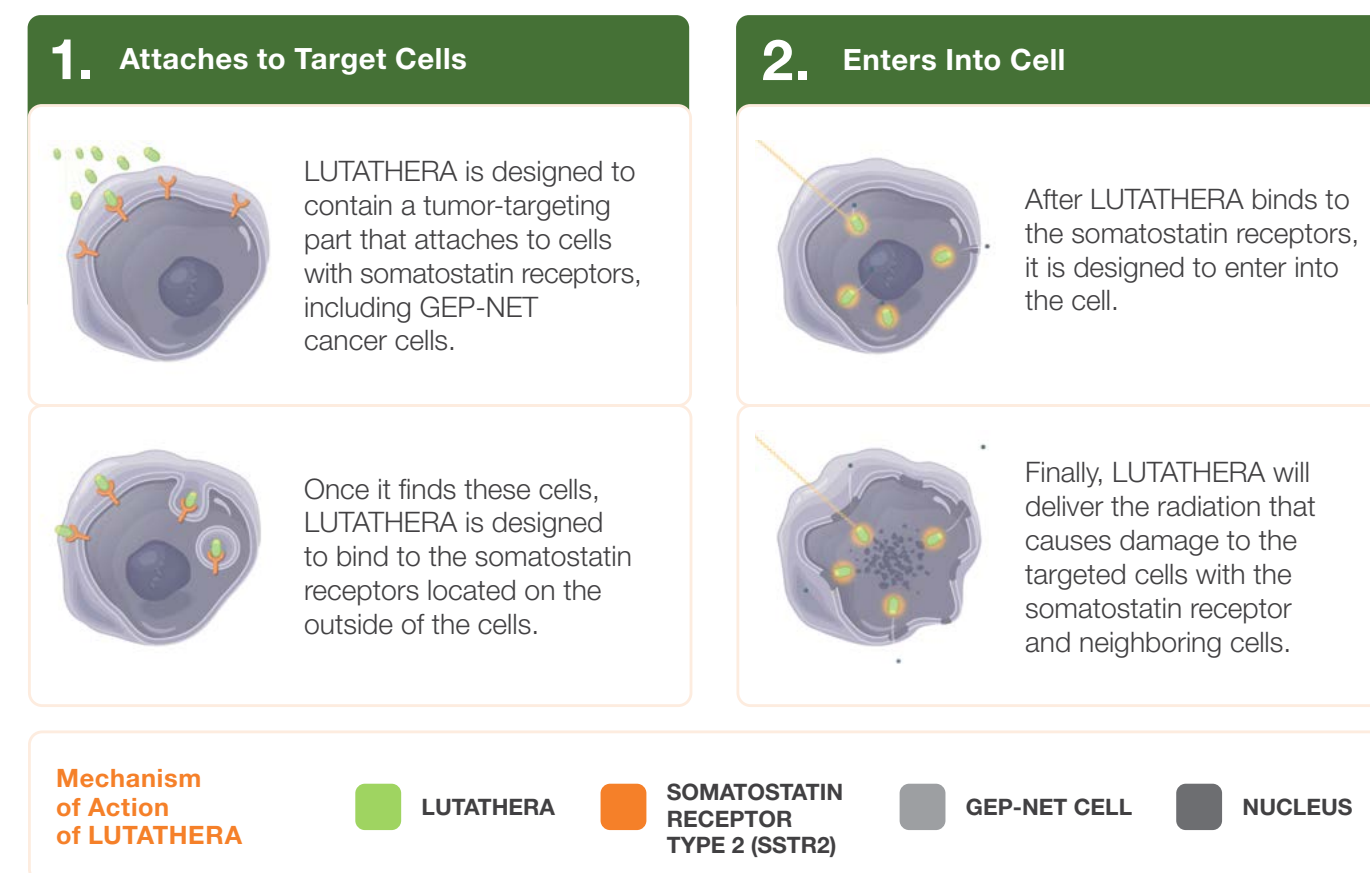 1. Attaches to Target Cells
LUTATHERA is designed to
contain a tumor-targeting
part that attaches to cells
with somatostatin receptors,
including GEP-NET
cancer cells.
Once it finds these cells,
LUTATHERA is designed
to bind to the somatostatin
receptors located on the
outside of the cells.
2. Enters Into Cell
After LUTATHERA binds to
the somatostatin receptors,
it is designed to enter into
the cell.
Finally, LUTATHERA will
deliver the radiation that
causes damage to the
targeted cells with the
somatostatin receptor
and neighboring cells.
Mechanism
of Action
of LUTATHERA
LUTATHERA
SOMATOSTATIN
RECEPTOR
TYPE 2 (SSTR2)
GEP-NET CELL
NUCLEUS